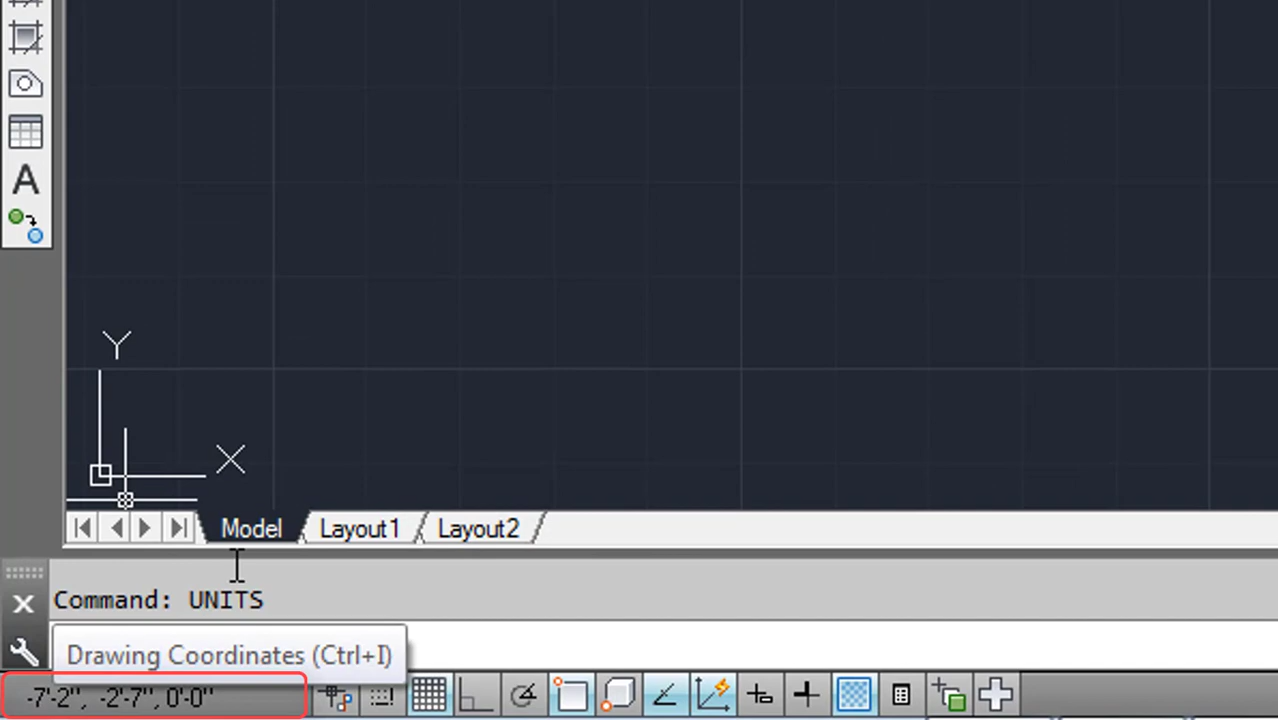 A
Y
X
Model
Layout1
Layout2
Command: UNITS
Drawing Coordinates (Ctrl+I)
-7'-2", -2'-7", 0'-0"